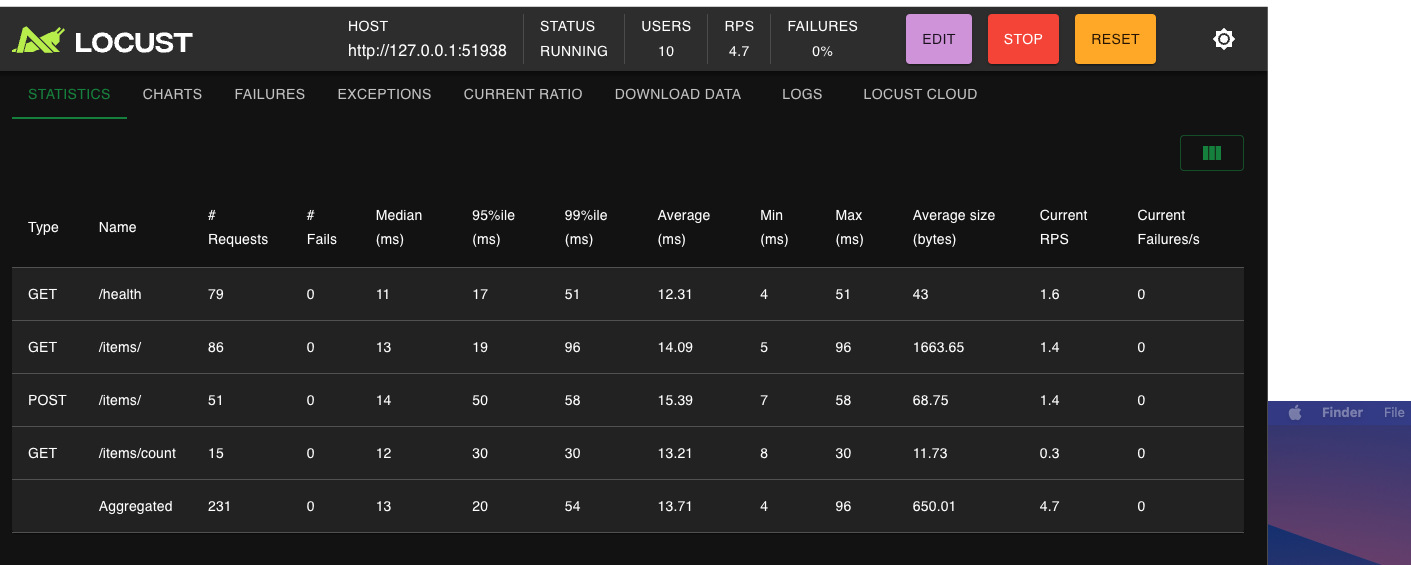 LOCUST
HOST
http://127.0.0.1:51938
STATUS
RUNNING
USERS
10
RPS
4.7
FAILURES
0%
EDIT
STOP
RESET
STATISTICS CHARTS FAILURES EXCEPTIONS CURRENT RATIO DOWNLOAD DATA LOGS LOCUST CLOUD
Type Name # Requests # Fails Median (ms) 95%ile (ms) 99%ile (ms) Average (ms) Min (ms) Max (ms) Average size (bytes) Current RPS Current Failures/s
GET /health 79 0 11 17 51 12.31 4 51 43 1.6 0
GET /items/ 86 0 13 19 96 14.09 5 96 1663.65 1.4 0
POST /items/ 51 0 14 50 58 15.39 7 58 68.75 1.4 0
GET /items/count 15 0 12 30 30 13.21 8 30 11.73 0.3 0
Aggregated 231 0 13 20 54 13.71 4 96 650.01 4.7 0
Finder File